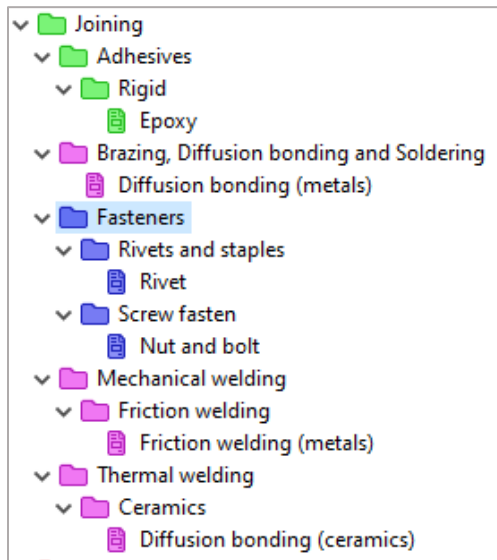 Joining
Adhesives
Rigid
Epoxy
Brazing, Diffusion bonding and Soldering
Diffusion bonding (metals)
Fasteners
Rivets and staples
Rivet
Screw fasten
Nut and bolt
Mechanical welding
Friction welding
Friction welding (metals)
Thermal welding
Ceramics
Diffusion bonding (ceramics)